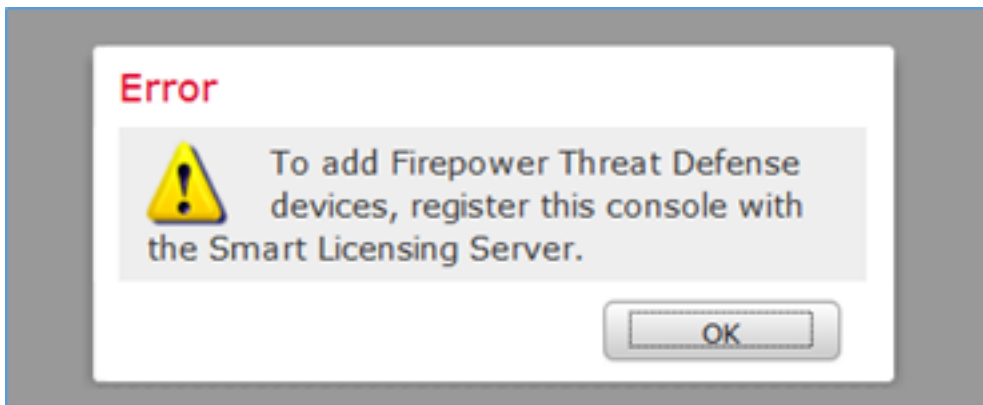 Error
To add Firepower Threat Defense
devices, register this console with
the Smart Licensing Server.
OK